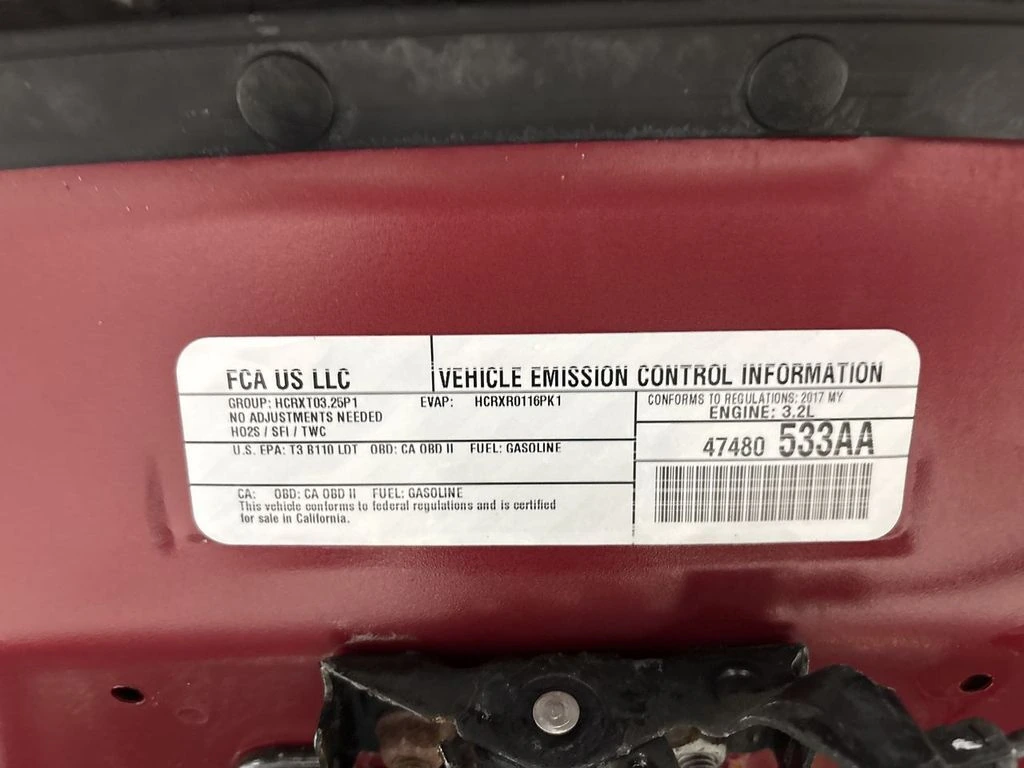 FCA US LLC
VEHICLE EMISSION CONTROL INFORMATION
GROUP: HCRXT03.25P1 EVAP: HCRXR0116PK1
NO ADJUSTMENTS NEEDED
HO2S / SFI / TWC
CONFORMS TO REGULATIONS: 2017 MY
ENGINE: 3.2L
U.S. EPA: T3 B110 LDT OBD: CA OBD II FUEL: GASOLINE
47480 533AA
CA: OBD: CA OBD II FUEL: GASOLINE
This vehicle conforms to federal regulations and is certified
for sale in California.